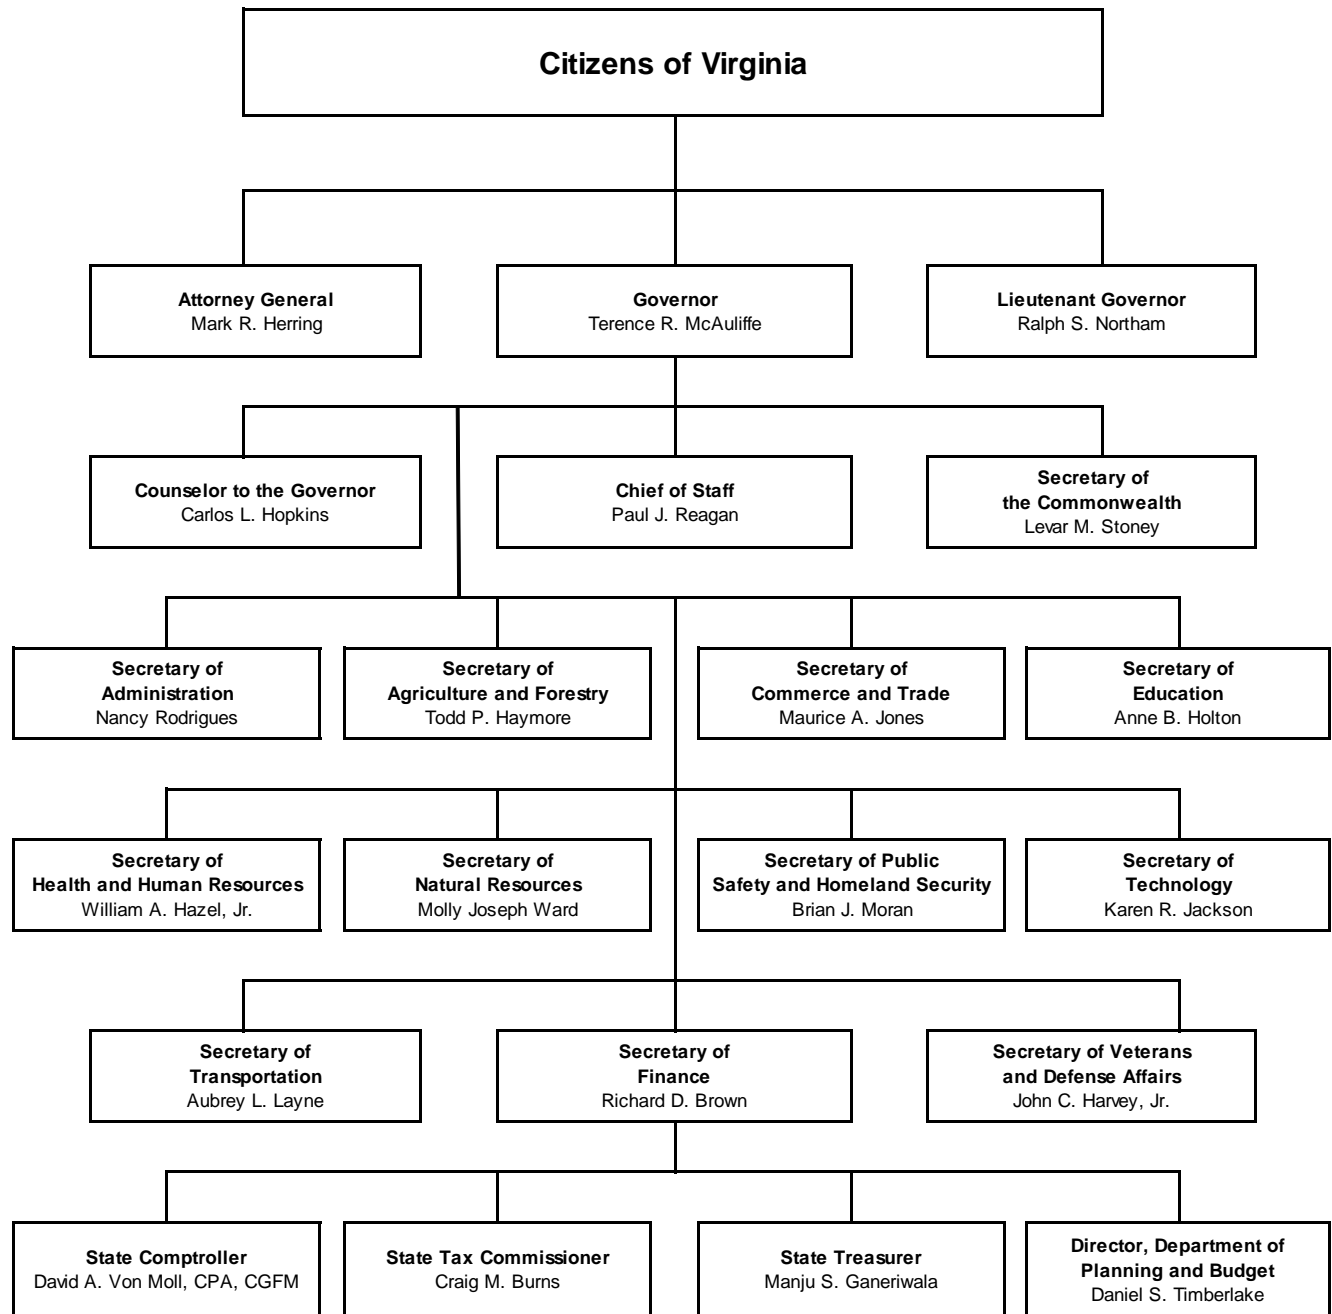 Citizens of Virginia
Attorney General
Mark R. Herring
Governor
Terence R. McAuliffe
Lieutenant Governor
Ralph S. Northam
Counselor to the Governor
Carlos L. Hopkins
Chief of Staff
Paul J. Reagan
Secretary of
the Commonwealth
Levar M. Stoney
Secretary of
Administration
Nancy Rodrigues
Secretary of
Agriculture and Forestry
Todd P. Haymore
Secretary of
Commerce and Trade
Maurice A. Jones
Secretary of
Education
Anne B. Holton
Secretary of
Health and Human Resources
William A. Hazel, Jr.
Secretary of
Natural Resources
Molly Joseph Ward
Secretary of Public
Safety and Homeland Security
Brian J. Moran
Secretary of
Technology
Karen R. Jackson
Secretary of
Transportation
Aubrey L. Layne
Secretary of
Finance
Richard D. Brown
Secretary of Veterans
and Defense Affairs
John C. Harvey, Jr.
State Comptroller
David A. Von Moll, CPA, CGFM
State Tax Commissioner
Craig M. Burns
State Treasurer
Manju S. Ganeriwala
Director, Department of
Planning and Budget
Daniel S. Timberlake